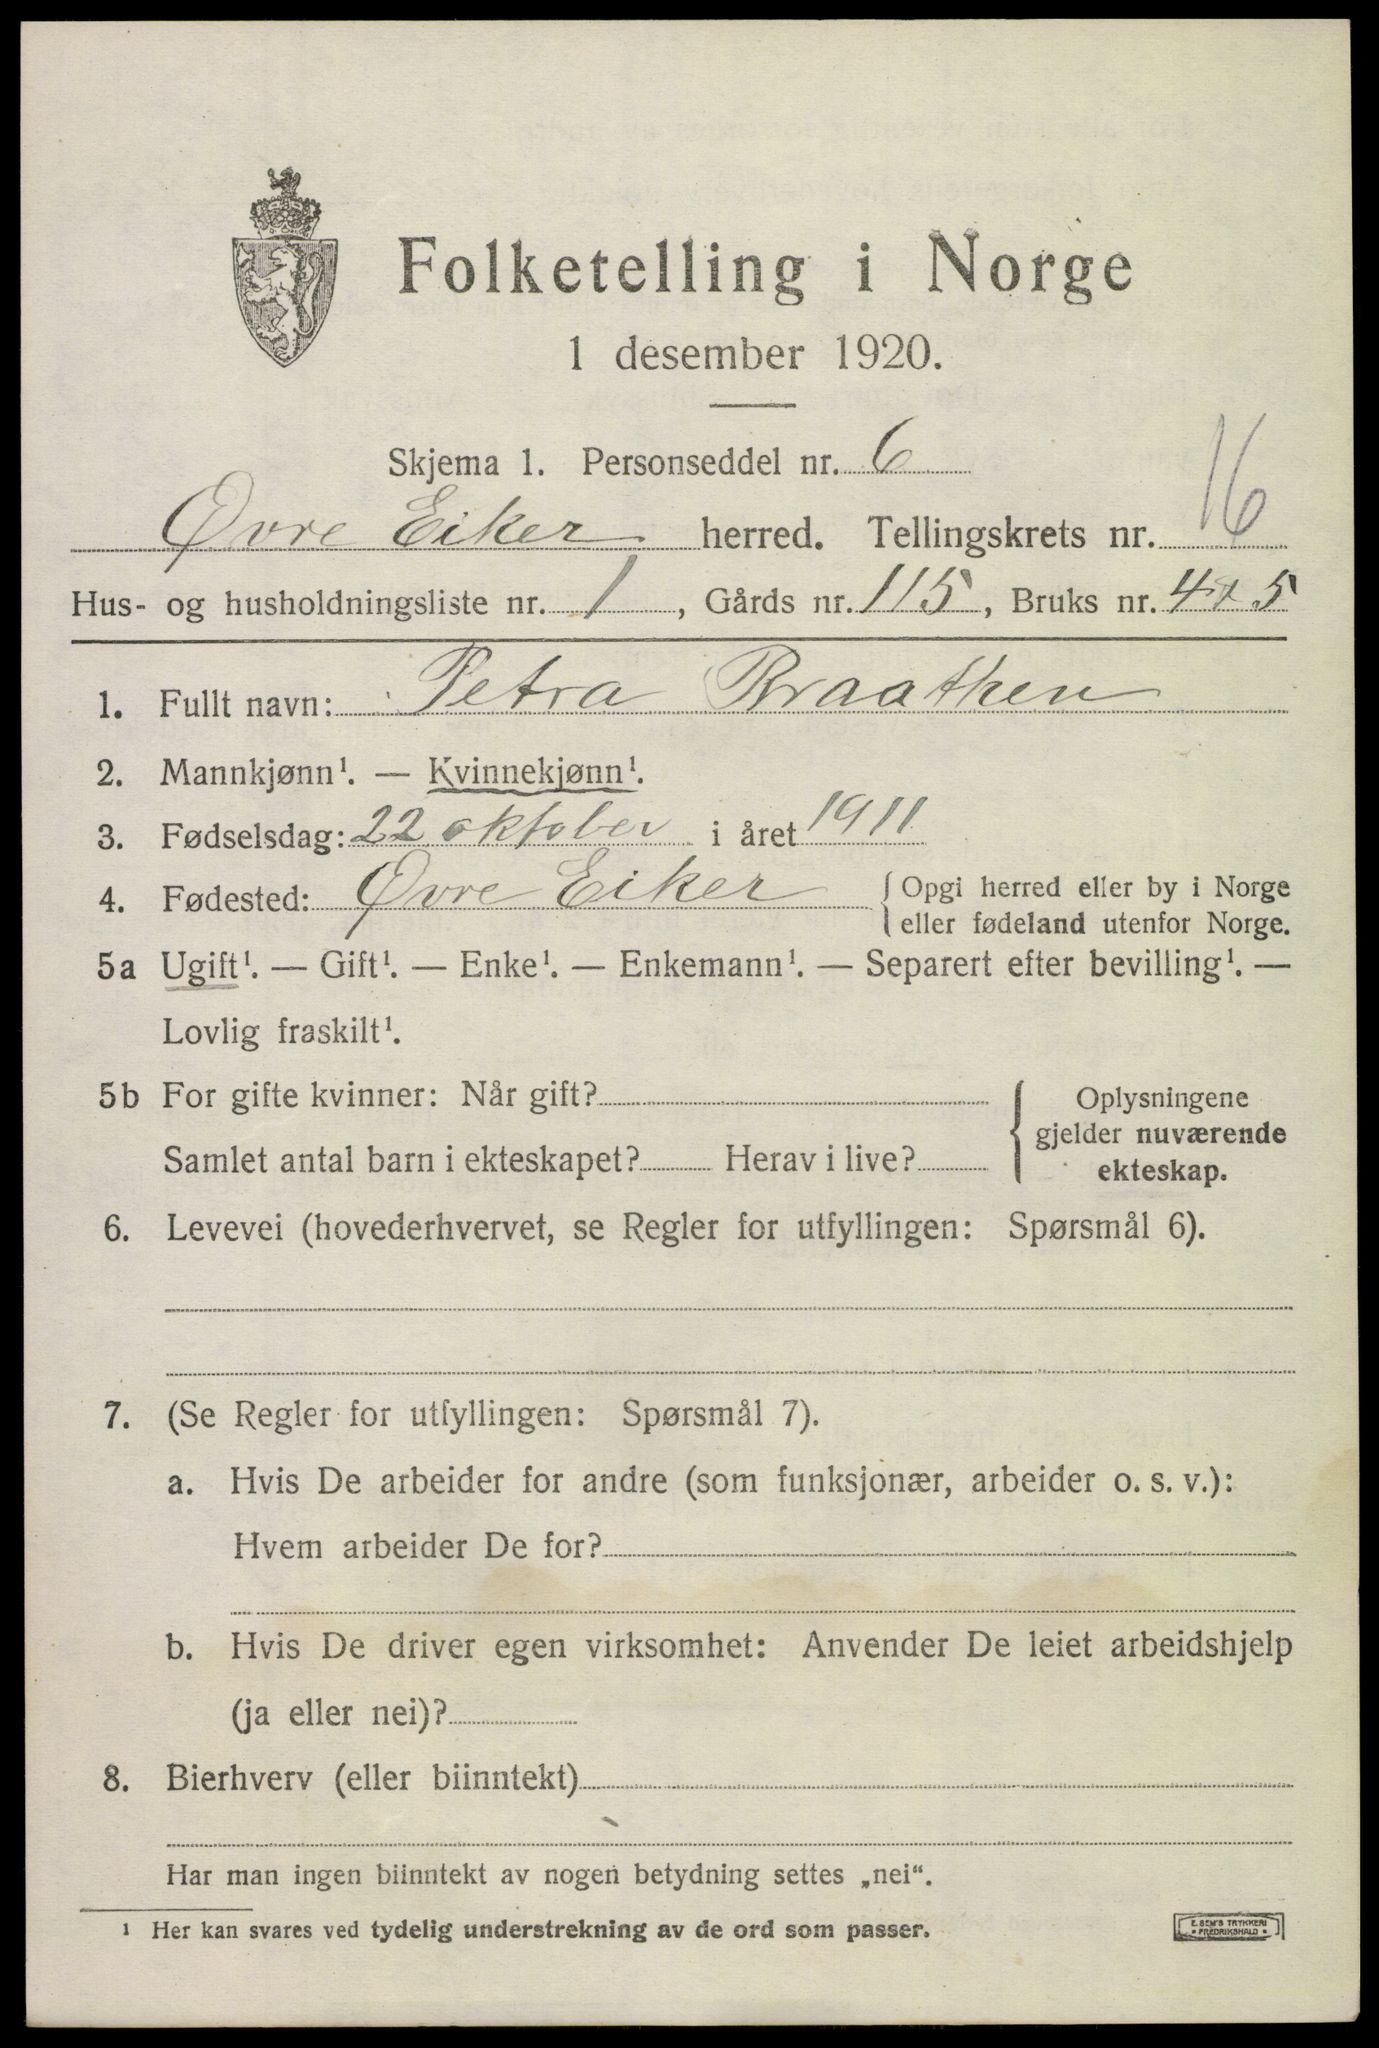 Folketelling i Norge
1 desember 1920.
Skjema 1. Personseddel nr. 6
Øvre Eiker herred. Tellingskrets nr. 16
Hus- og husholdningsliste nr. 1, Gårds nr. 115, Bruks nr. 4+5
1. Fullt navn: Petra Braathen
2. Mannkjønn¹. — Kvinnekjønn¹.
3. Fødselsdag: 22 oktober i året 1911
4. Fødested: Øvre Eiker { Opgi herred eller by i Norge
eller fødeland utenfor Norge.
5a Ugift¹. — Gift¹. — Enke¹. — Enkemann¹. — Separert efter bevilling¹. —
Lovlig fraskilt¹.
5b For gifte kvinner: Når gift? { Oplysningene
gjelder nuværende
Samlet antal barn i ekteskapet? Herav i live? ekteskap.
6. Levevei (hovederhvervet, se Regler for utfyllingen: Spørsmål 6).
7. (Se Regler for utfyllingen: Spørsmål 7).
a. Hvis De arbeider for andre (som funksjonær, arbeider o. s. v.):
Hvem arbeider De for?
b. Hvis De driver egen virksomhet: Anvender De leiet arbeidshjelp
(ja eller nei)?
8. Bierhverv (eller biinntekt)
Har man ingen biinntekt av nogen betydning settes „nei“.
¹ Her kan svares ved tydelig understrekning av de ord som passer.
E. SEM'S TRYKKERI
• FREDRIKSHALD •